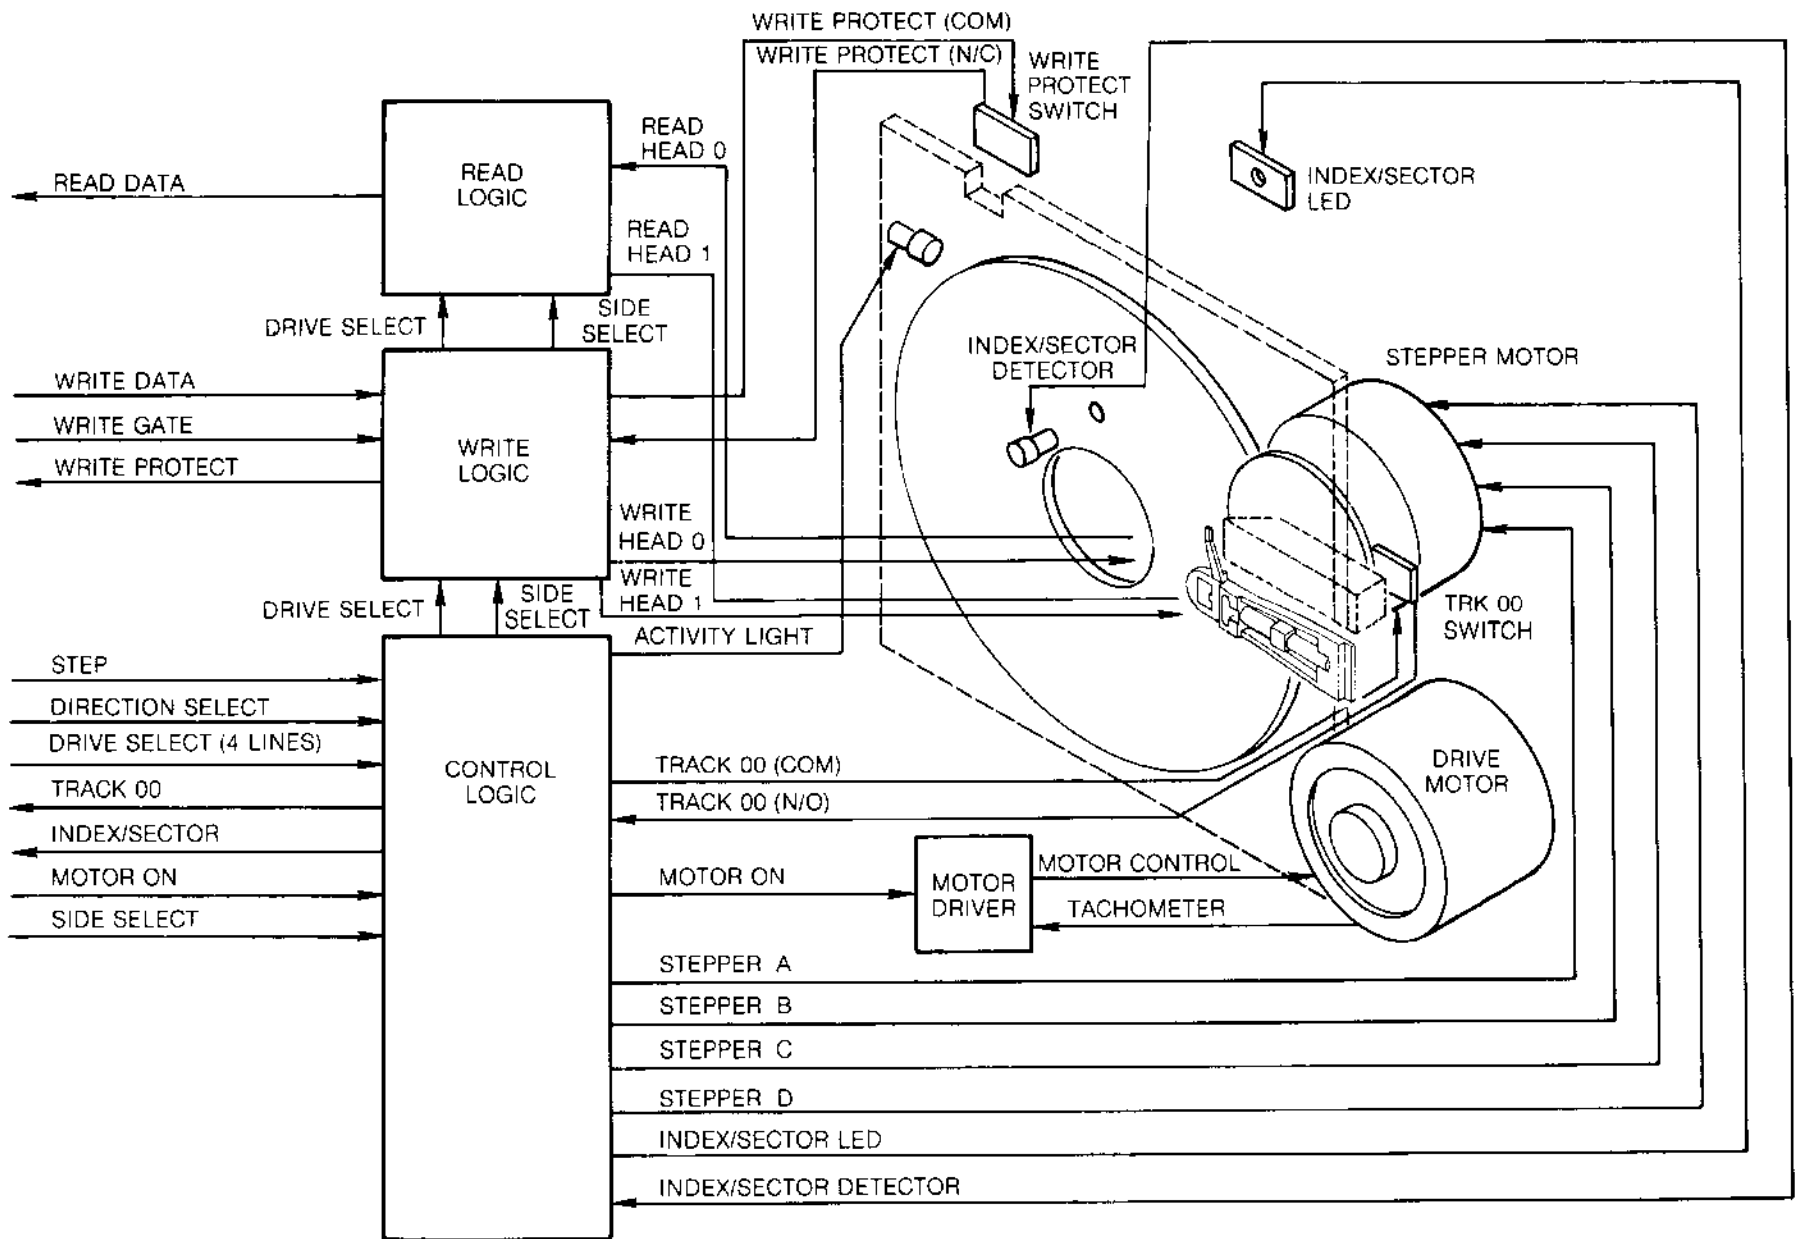 WRITE PROTECT (COM)
WRITE PROTECT (N/C)
WRITE
PROTECT
SWITCH
READ
HEAD 0
READ
LOGIC
READ DATA
INDEX/SECTOR
LED
READ
HEAD 1
DRIVE SELECT
SIDE
SELECT
INDEX/SECTOR
DETECTOR
STEPPER MOTOR
WRITE DATA
WRITE GATE
WRITE PROTECT
WRITE
LOGIC
WRITE
HEAD 0
WRITE
HEAD 1
DRIVE SELECT
SIDE
SELECT
ACTIVITY LIGHT
TRK 00
SWITCH
STEP
DIRECTION SELECT
DRIVE SELECT (4 LINES)
TRACK 00
INDEX/SECTOR
MOTOR ON
SIDE SELECT
CONTROL
LOGIC
TRACK 00 (COM)
TRACK 00 (N/O)
DRIVE
MOTOR
MOTOR ON
MOTOR
DRIVER
MOTOR CONTROL
TACHOMETER
STEPPER A
STEPPER B
STEPPER C
STEPPER D
INDEX/SECTOR LED
INDEX/SECTOR DETECTOR